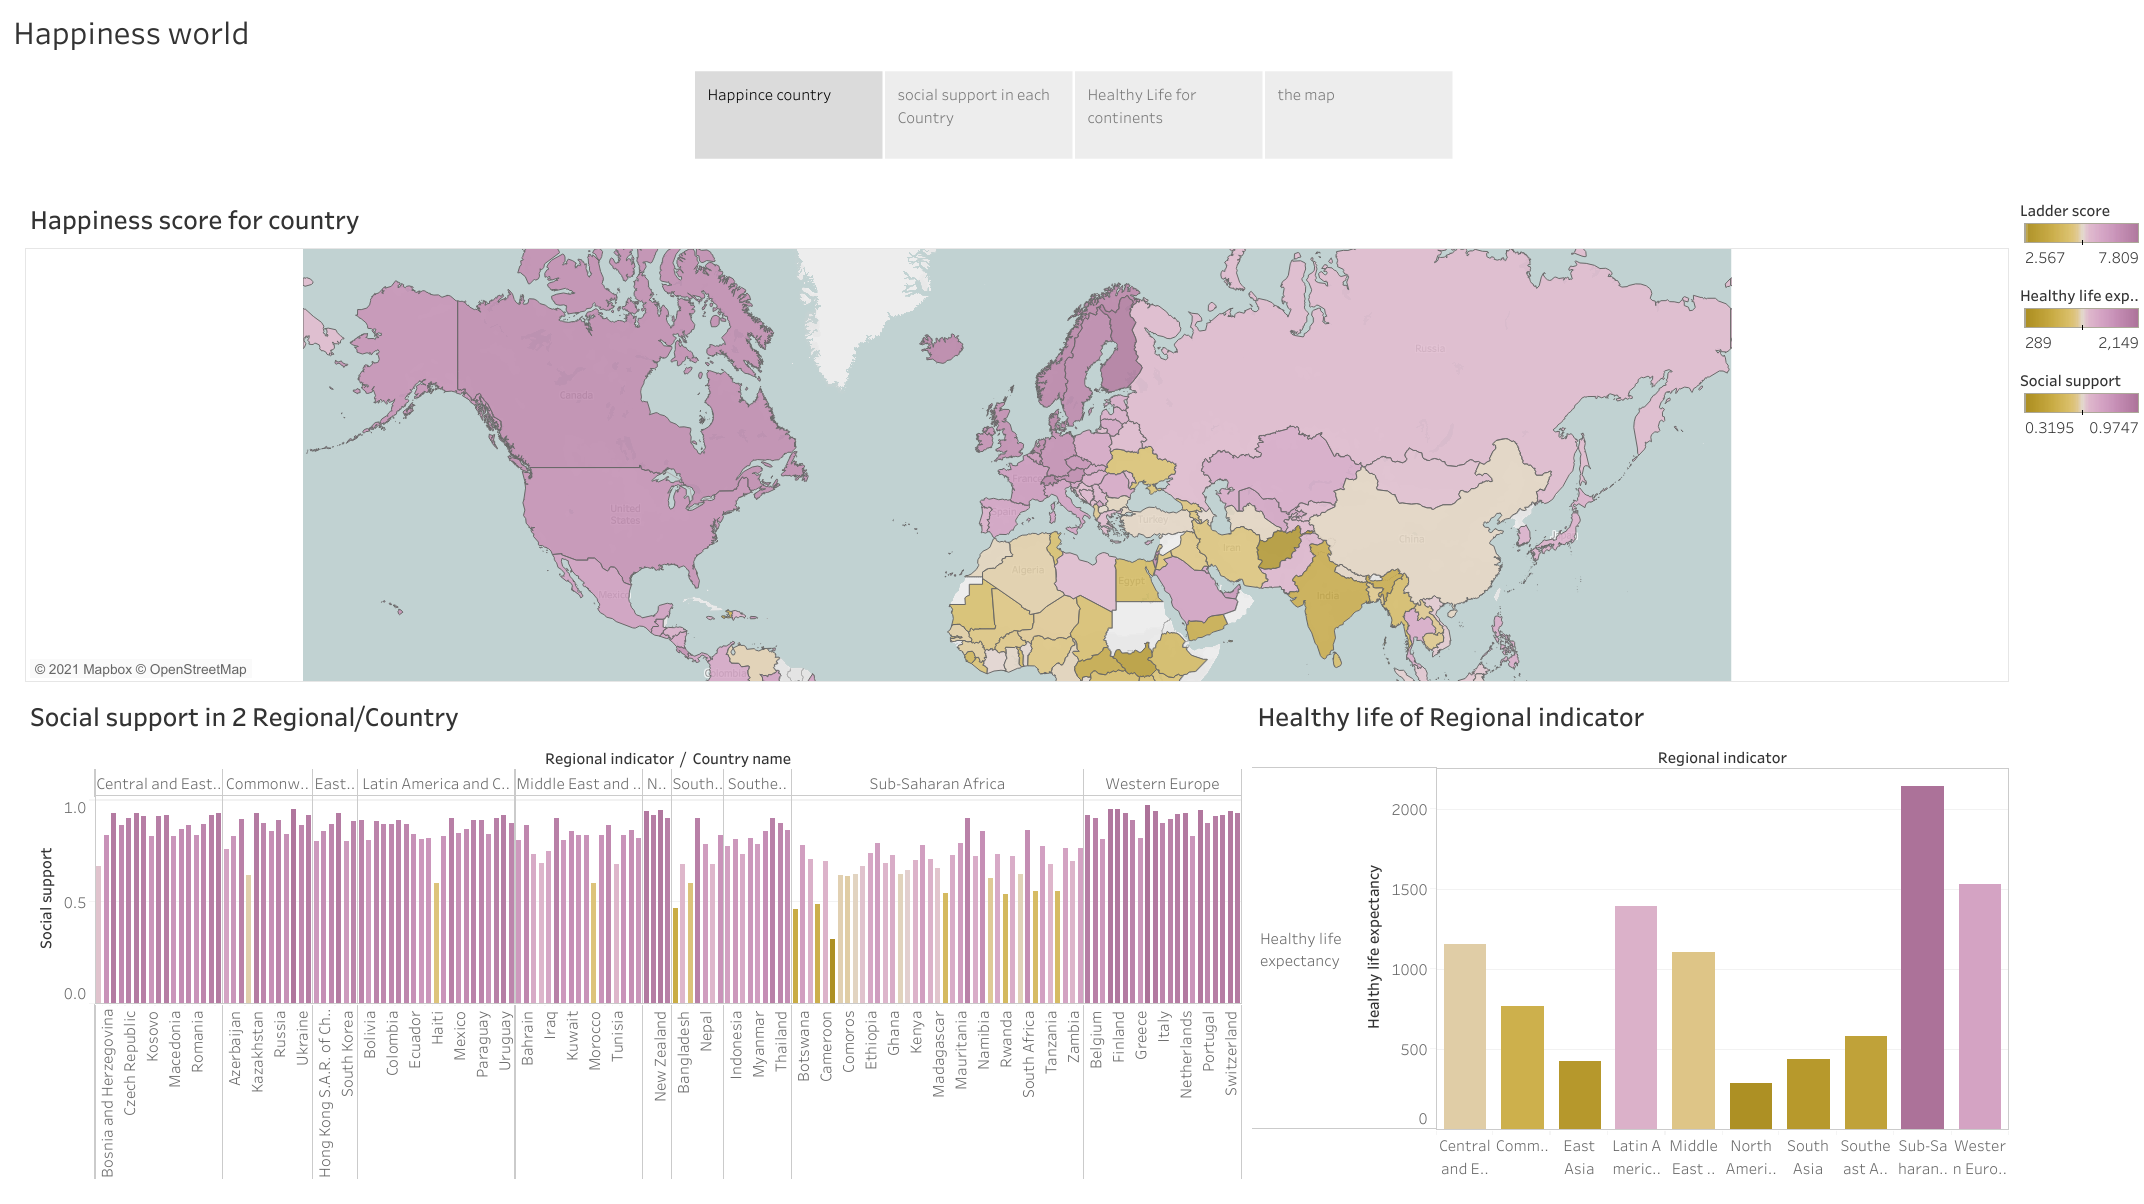 Happiness world
Happince country
social support in each
Country
Healthy Life for
continents
the map
Happiness score for country
Ladder score
2.567 7.809
Healthy life exp..
289 2,149
Social support
0.3195 0.9747
Russia
Canada
United
States
Mexico
France
Spain
Turkey
Iran
China
Algeria
Egypt
India
Colombia
© 2021 Mapbox © OpenStreetMap
Social support in 2 Regional/Country
Regional indicator / Country name
Central and East.. Commonw.. East.. Latin America and C.. Middle East and .. N.. South.. Southe.. Sub-Saharan Africa Western Europe
Social support
1.0
0.5
0.0
Bosnia and Herzegovina
Czech Republic
Kosovo
Macedonia
Romania
Azerbaijan
Kazakhstan
Russia
Ukraine
Hong Kong S.A.R. of Ch..
South Korea
Bolivia
Colombia
Ecuador
Haiti
Mexico
Paraguay
Uruguay
Bahrain
Iraq
Kuwait
Morocco
Tunisia
New Zealand
Bangladesh
Nepal
Indonesia
Myanmar
Thailand
Botswana
Cameroon
Comoros
Ethiopia
Ghana
Kenya
Madagascar
Mauritania
Namibia
Rwanda
South Africa
Tanzania
Zambia
Belgium
Finland
Greece
Italy
Netherlands
Portugal
Switzerland
Healthy life of Regional indicator
Regional indicator
Healthy life
expectancy
Healthy life expectancy
2000
1500
1000
500
0
Central
and E..
Comm..
East
Asia
Latin A
meric..
Middle
East ..
North
Ameri..
South
Asia
Southe
ast A..
Sub-Sa
haran..
Wester
n Euro..